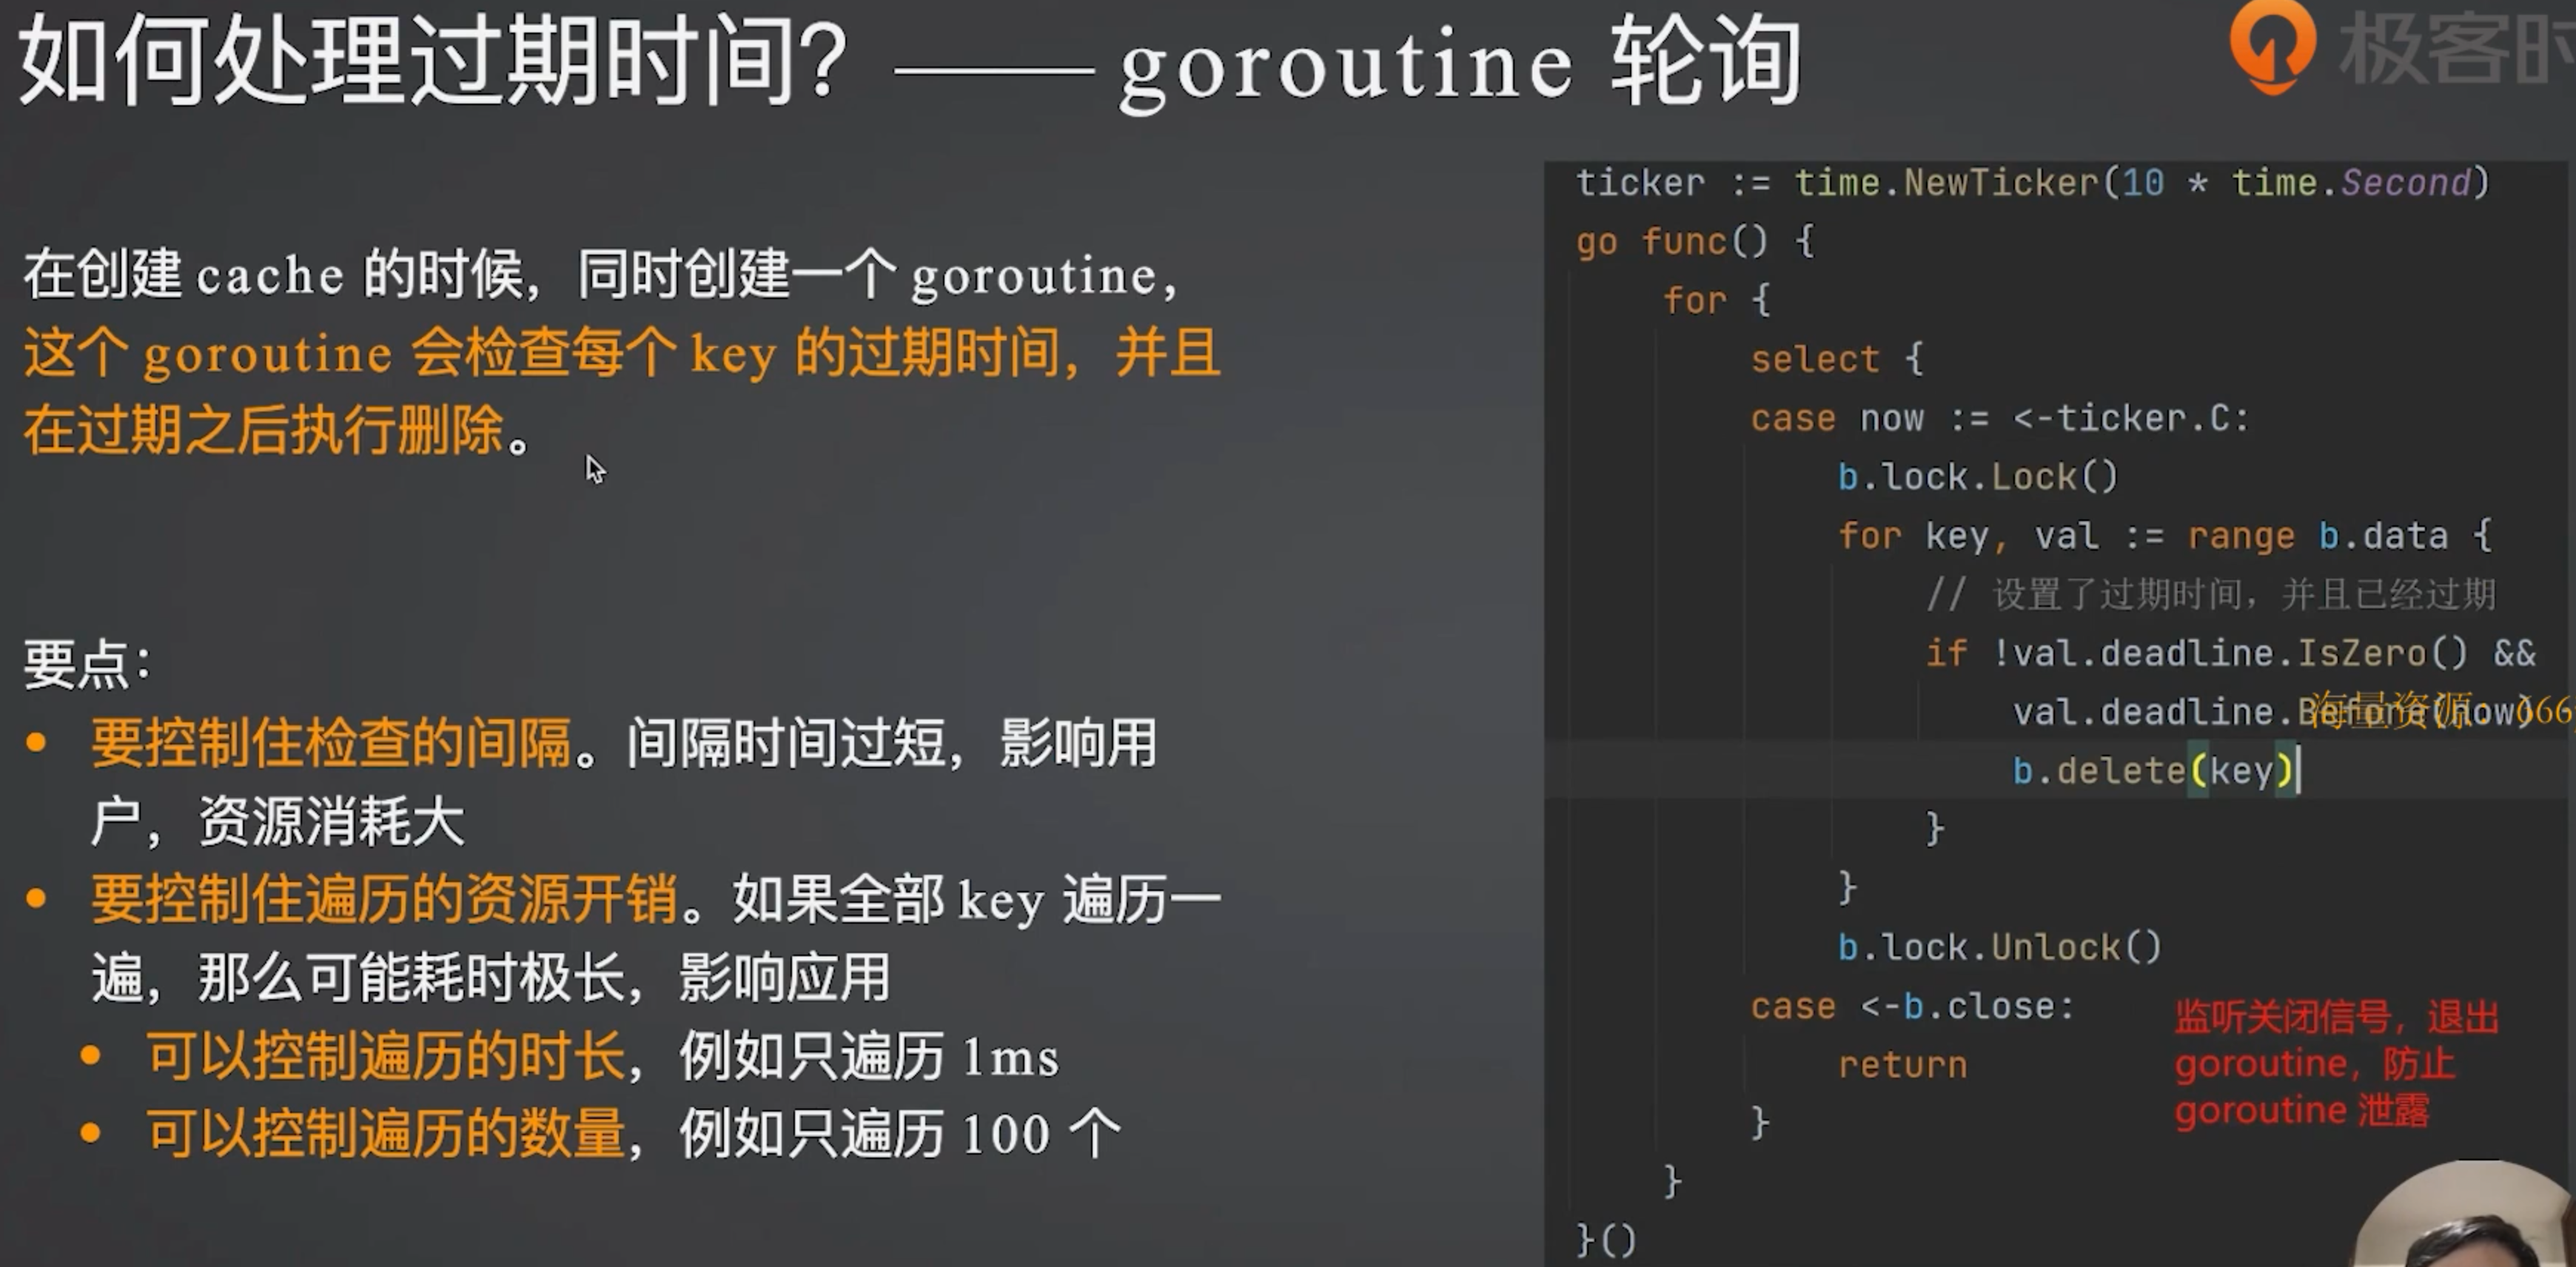 如何处理过期时间？—— goroutine 轮询
极客时
在创建 cache 的时候，同时创建一个 goroutine，
这个 goroutine 会检查每个 key 的过期时间，并且
在过期之后执行删除。
要点：
• 要控制住检查的间隔。间隔时间过短，影响用
户，资源消耗大
• 要控制住遍历的资源开销。如果全部 key 遍历一
遍，那么可能耗时极长，影响应用
• 可以控制遍历的时长，例如只遍历 1ms
• 可以控制遍历的数量，例如只遍历 100 个
ticker := time.NewTicker(10 * time.Second)
go func() {
for {
select {
case now := <-ticker.C:
b.lock.Lock()
for key, val := range b.data {
// 设置了过期时间，并且已经过期
if !val.deadline.IsZero() &&
val.deadline.Before(now)
海量资源：666
b.delete(key)
}
}
b.lock.Unlock()
case <-b.close:
return
}
}
}()
监听关闭信号，退出
goroutine，防止
goroutine 泄露